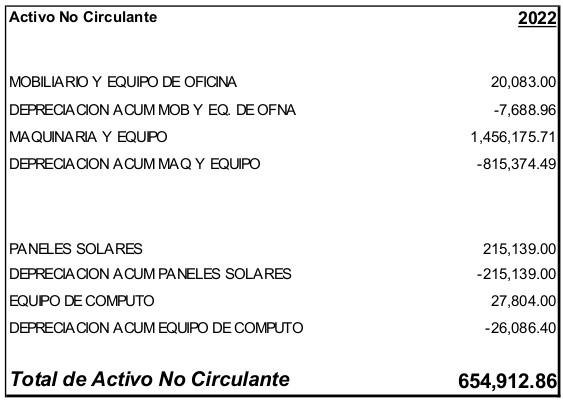 Activo No Circulante 2022
MOBILIARIO Y EQUIPO DE OFICINA 20,083.00
DEPRECIACION ACUM MOB Y EQ. DE OFNA -7,688.96
MAQUINARIA Y EQUIPO 1,456,175.71
DEPRECIACION ACUM MAQ Y EQUIPO -815,374.49
PANELES SOLARES 215,139.00
DEPRECIACION ACUM PANELES SOLARES -215,139.00
EQUIPO DE COMPUTO 27,804.00
DEPRECIACION ACUM EQUIPO DE COMPUTO -26,086.40
Total de Activo No Circulante 654,912.86